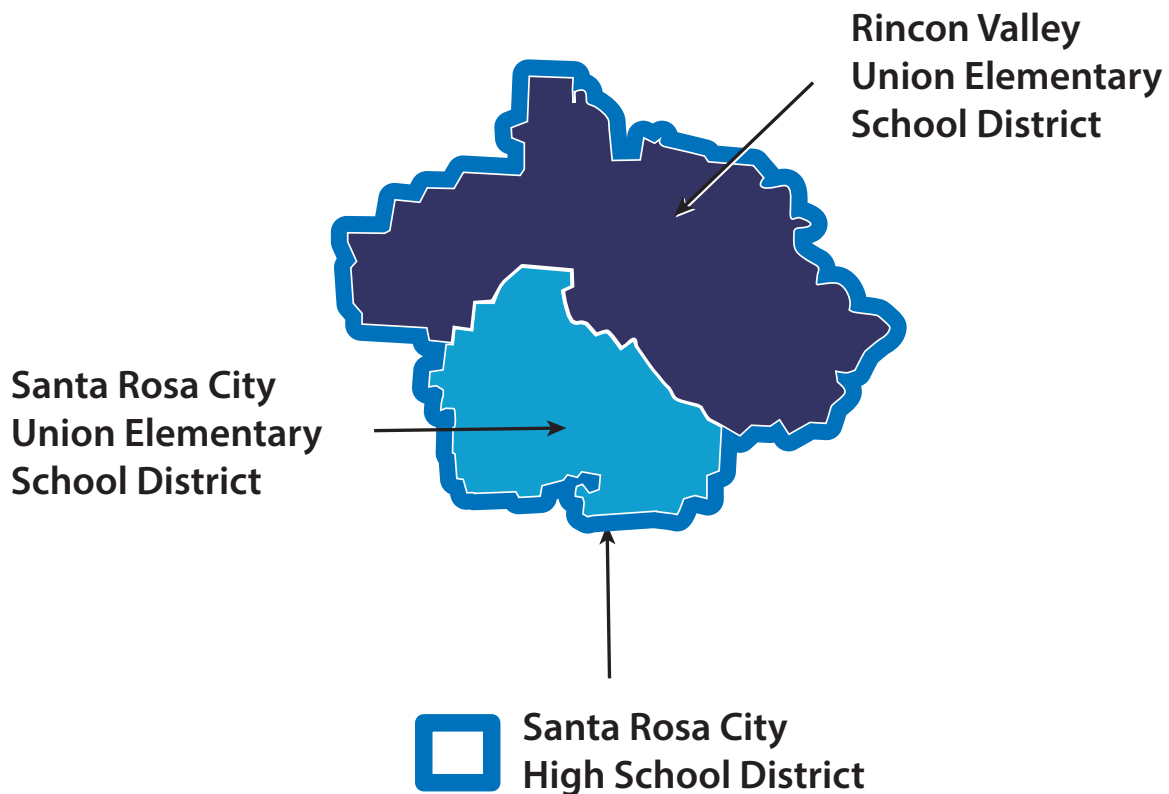 Rincon Valley
Union Elementary
School District
Santa Rosa City
Union Elementary
School District
Santa Rosa City
High School District